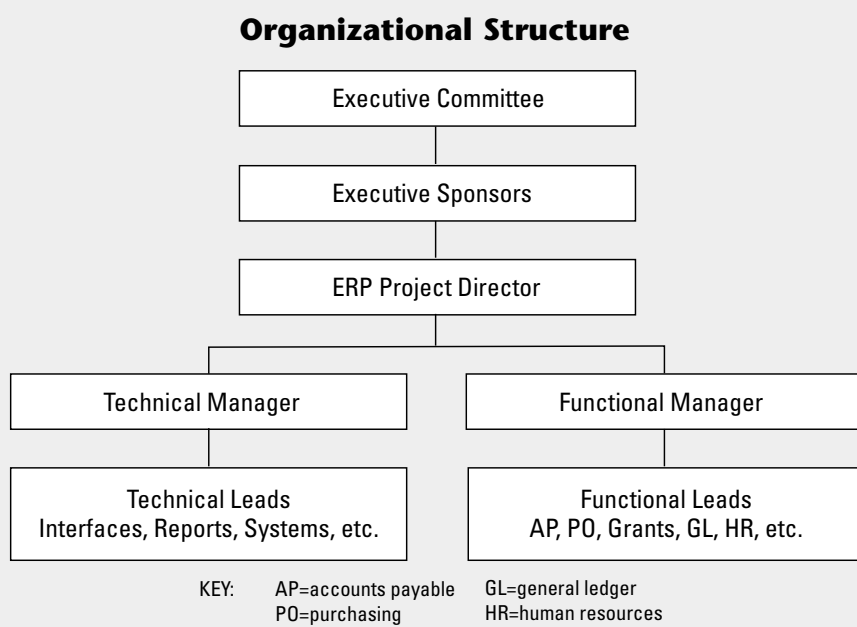 Organizational Structure
Executive Committee
Executive Sponsors
ERP Project Director
Technical Manager
Functional Manager
Technical Leads
Interfaces, Reports, Systems, etc.
Functional Leads
AP, PO, Grants, GL, HR, etc.
KEY: AP=accounts payable GL=general ledger
PO=purchasing HR=human resources